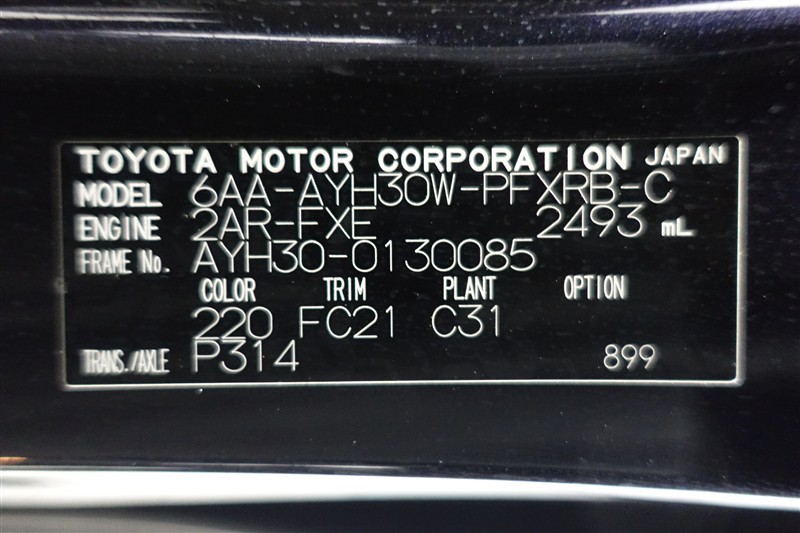 TOYOTA MOTOR CORPORATION JAPAN
MODEL 6AA-AYH30W-PFXRB-C
ENGINE 2AR-FXE 2493 mL
FRAME No. AYH30-0130085
COLOR TRIM PLANT OPTION
220 FC21 C31
TRANS./AXLE P314 899